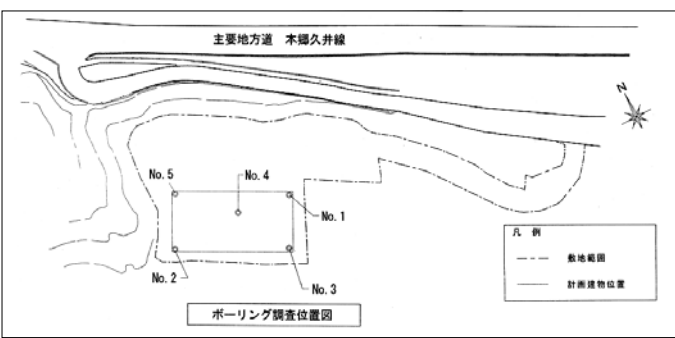 主要地方道 本郷久井線
N
No. 5
No. 4
No. 1
No. 2
No. 3
凡 例
敷地範囲
計画建物位置
ボーリング調査位置図